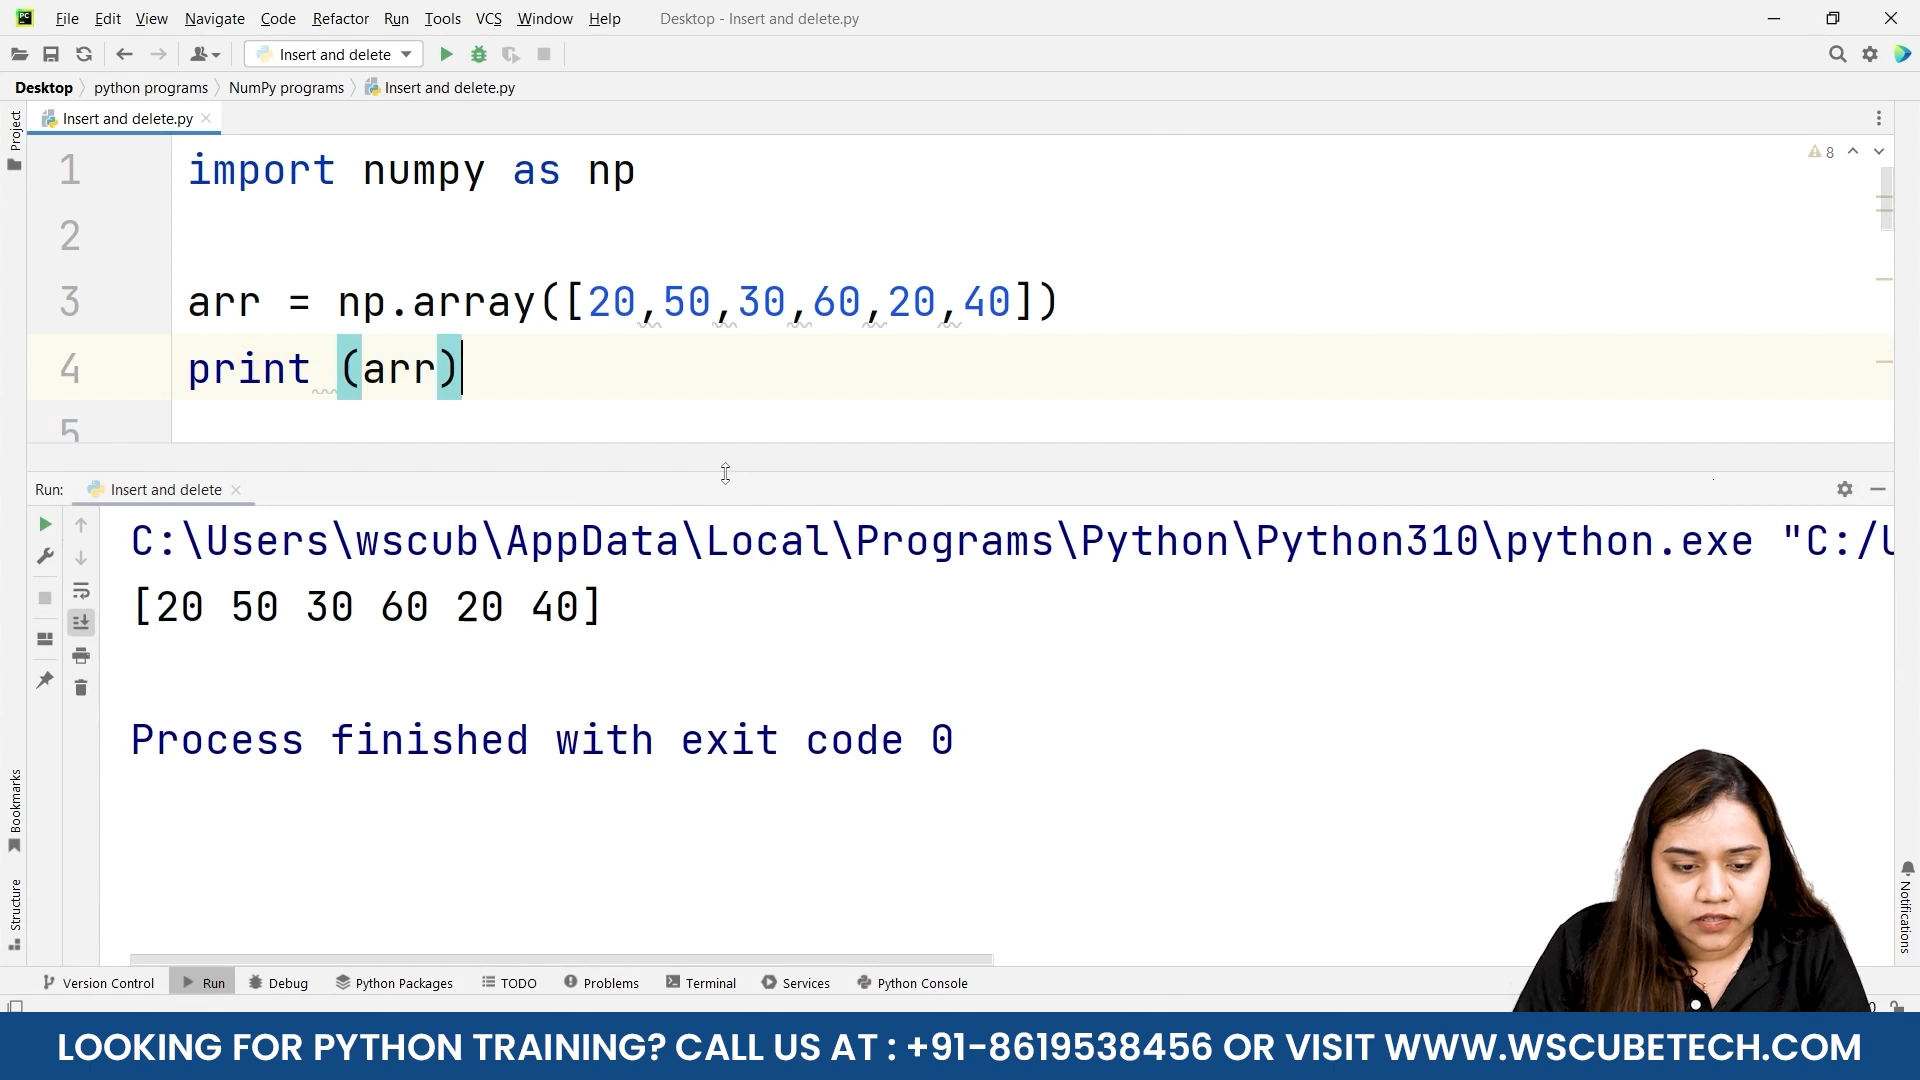 File Edit View Navigate Code Refactor Run Tools VCS Window Help Desktop - Insert and delete.py
Insert and delete
Desktop python programs NumPy programs Insert and delete.py
Project
Insert and delete.py
8
1 import numpy as np
2
3 arr = np.array([20,50,30,60,20,40])
4 print (arr)
5
Run: Insert and delete
C:\Users\wscub\AppData\Local\Programs\Python\Python310\python.exe "C:/U
[20 50 30 60 20 40]
Process finished with exit code 0
Bookmarks
Structure
Notifications
Version Control Run Debug Python Packages TODO Problems Terminal Services Python Console
LOOKING FOR PYTHON TRAINING? CALL US AT : +91-8619538456 OR VISIT WWW.WSCUBETECH.COM